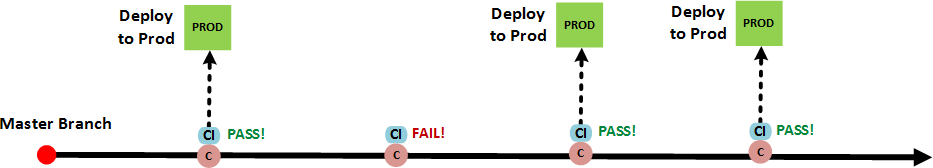 Deploy
to Prod
PROD
Deploy
to Prod
PROD
Deploy
to Prod
PROD
Master Branch
CI PASS!
CI FAIL!
CI PASS!
CI PASS!
C
C
C
C